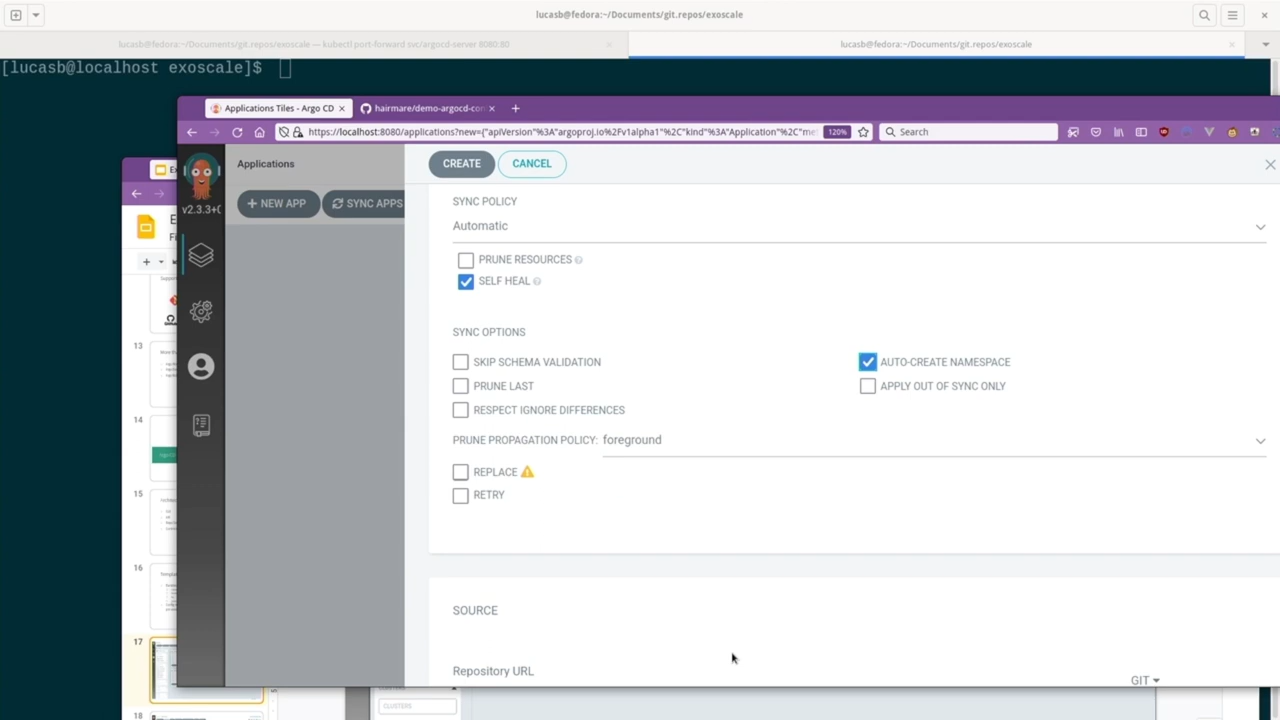 lucasb@fedora:~/Documents/git.repos/exoscale
lucasb@fedora:~/Documents/git.repos/exoscale — kubectl port-forward svc/argocd-server 8080:80
lucasb@fedora:~/Documents/git.repos/exoscale
[lucasb@localhost exoscale]$
Applications Tiles - Argo CD
hairmare/demo-argocd-con
https://localhost:8080/applications?new={"apiVersion"%3A"argoproj.io%2Fv1alpha1"%2C"kind"%3A"Application"%2C"me
120%
Search
v2.3.3+0
Applications
CREATE
CANCEL
+ NEW APP
SYNC APPS
SYNC POLICY
Automatic
PRUNE RESOURCES
SELF HEAL
SYNC OPTIONS
SKIP SCHEMA VALIDATION
AUTO-CREATE NAMESPACE
PRUNE LAST
APPLY OUT OF SYNC ONLY
RESPECT IGNORE DIFFERENCES
PRUNE PROPAGATION POLICY: foreground
REPLACE
RETRY
SOURCE
Repository URL
GIT
13
14
15
16
17
18
CLUSTERS